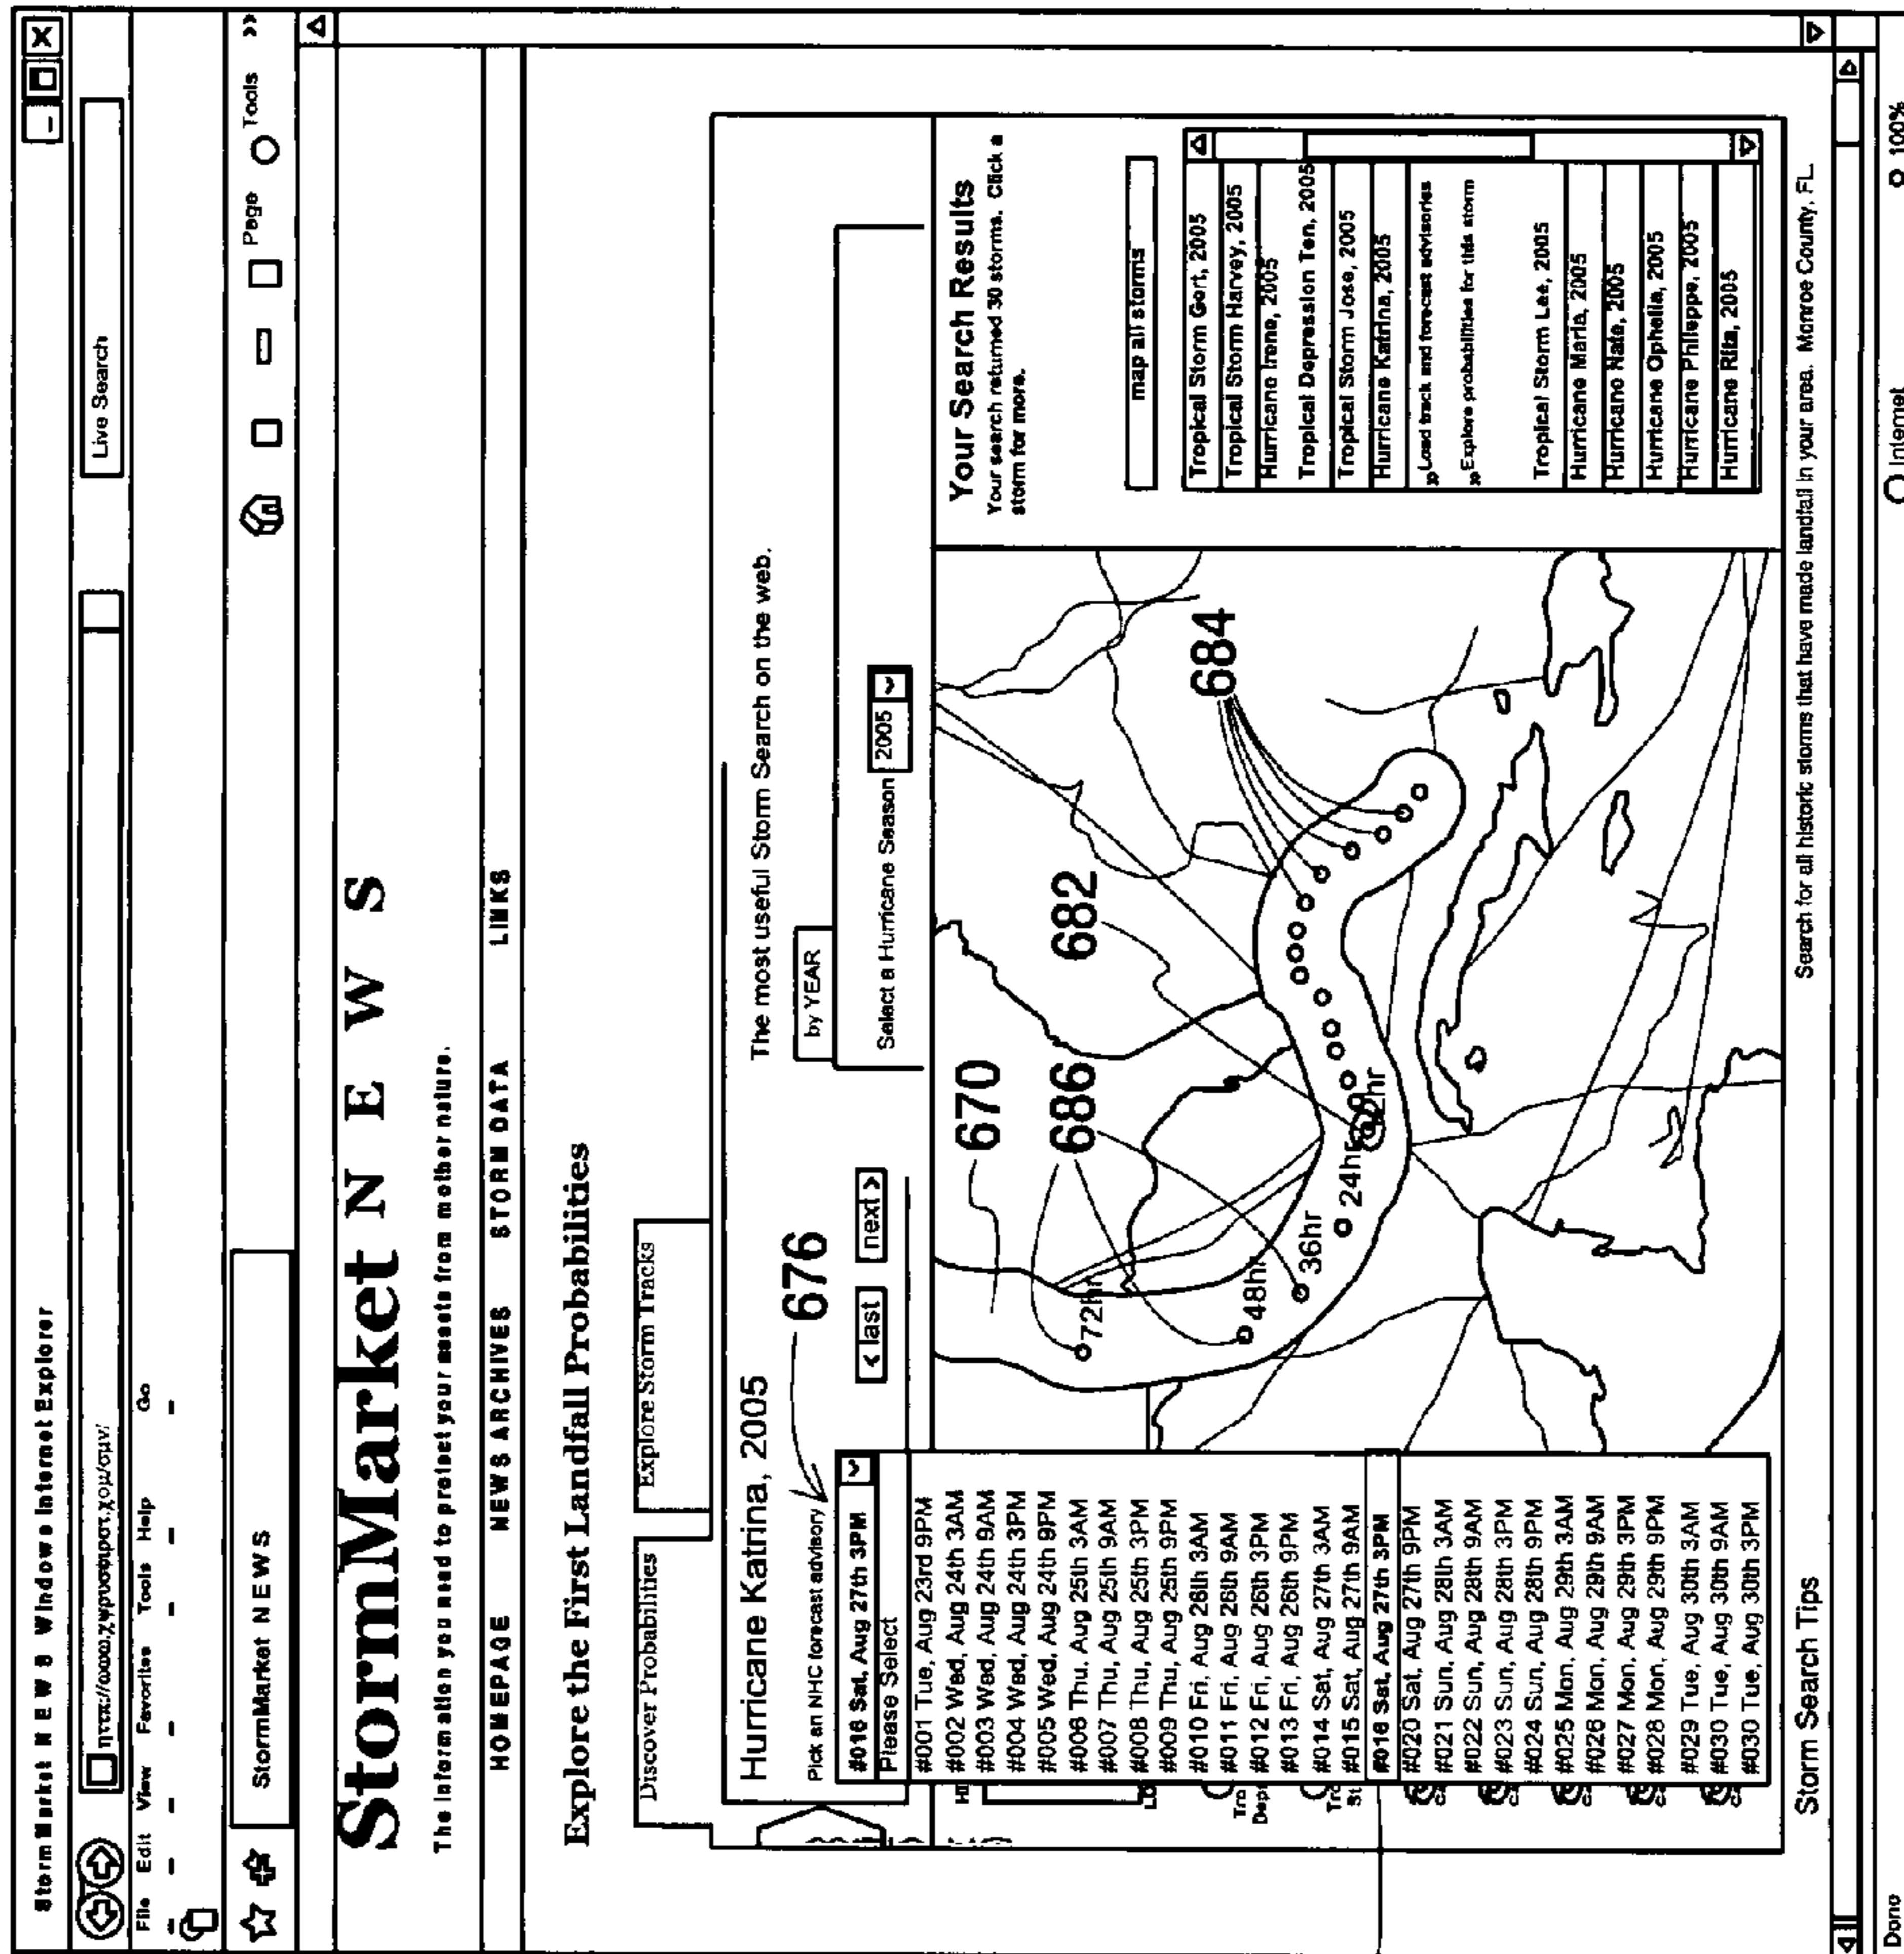 StormMarket N E W S Windows Internet Explorer
ηττπ://ωωω.χψρυσφιρστ.χομ/σμν/
Live Search
File Edit View Favorites Tools Help Go
StormMarket NEWS
Page Tools »
StormMarket N E W S
The information you need to protect your assets from mother nature.
HOMEPAGE NEWS ARCHIVES STORM DATA LINKS
Explore the First Landfall Probabilities
Discover Probabilities Explore Storm Tracks
Hurricane Katrina, 2005
The most useful Storm Search on the web.
676
Pick an NHC forecast advisory
by YEAR
#016 Sat, Aug 27th 3PM
< last next >
Select a Hurricane Season 2005
Please Select
#001 Tue, Aug 23rd 9PM
#002 Wed, Aug 24th 3AM
#003 Wed, Aug 24th 9AM
#004 Wed, Aug 24th 3PM
#005 Wed, Aug 24th 9PM
#006 Thu, Aug 25th 3AM
#007 Thu, Aug 25th 9AM
#008 Thu, Aug 25th 3PM
#009 Thu, Aug 25th 9PM
#010 Fri, Aug 26th 3AM
#011 Fri, Aug 26th 9AM
#012 Fri, Aug 26th 3PM
#013 Fri, Aug 26th 9PM
#014 Sat, Aug 27th 3AM
#015 Sat, Aug 27th 9AM
#016 Sat, Aug 27th 3PM
#020 Sat, Aug 27th 9PM
#021 Sun, Aug 28th 3AM
#022 Sun, Aug 28th 9AM
#023 Sun, Aug 28th 3PM
#024 Sun, Aug 28th 9PM
#025 Mon, Aug 29th 3AM
#026 Mon, Aug 29th 9AM
#027 Mon, Aug 29th 3PM
#028 Mon, Aug 29th 9PM
#029 Tue, Aug 30th 3AM
#030 Tue, Aug 30th 9AM
#030 Tue, Aug 30th 3PM
Tro
Dep
Tro
St
670
686
682
684
72hr
48hr
36hr
24hr
Your Search Results
Your search returned 30 storms. Click a
storm for more.
map all storms
Tropical Storm Gert, 2005
Tropical Storm Harvey, 2005
Hurricane Irene, 2005
Tropical Depression Ten, 2005
Tropical Storm Jose, 2005
Hurricane Katrina, 2005
» Load track and forecast advisories
» Explore probabilities for this storm
Tropical Storm Lee, 2005
Hurricane Maria, 2005
Hurricane Nate, 2005
Hurricane Ophelia, 2005
Hurricane Phileppe, 2005
Hurricane Rita, 2005
Storm Search Tips
Search for all historic storms that have made landfall in your area. Monroe County, FL.
Done
Internet
100%